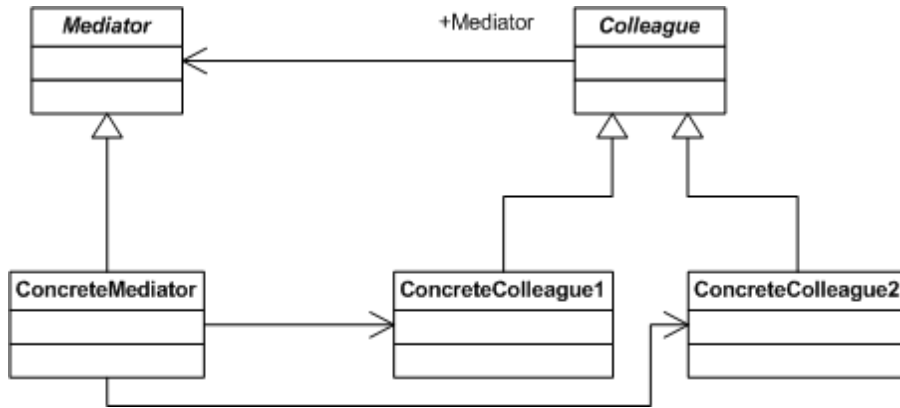 Mediator
+Mediator
Colleague
ConcreteMediator
ConcreteColleague1
ConcreteColleague2